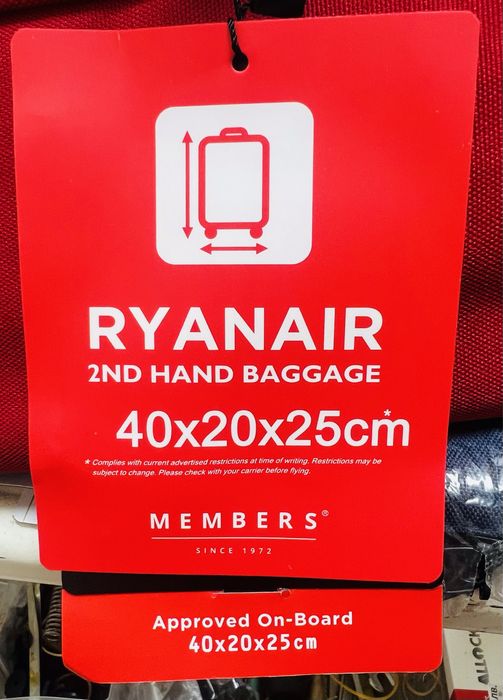 RYANAIR
2ND HAND BAGGAGE
40x20x25cm*
* Complies with current advertised restrictions at time of writing. Restrictions may be
subject to change. Please check with your carrier before flying.
MEMBERS®
SINCE 1972
Approved On-Board
40x20x25cm
ALLOCK